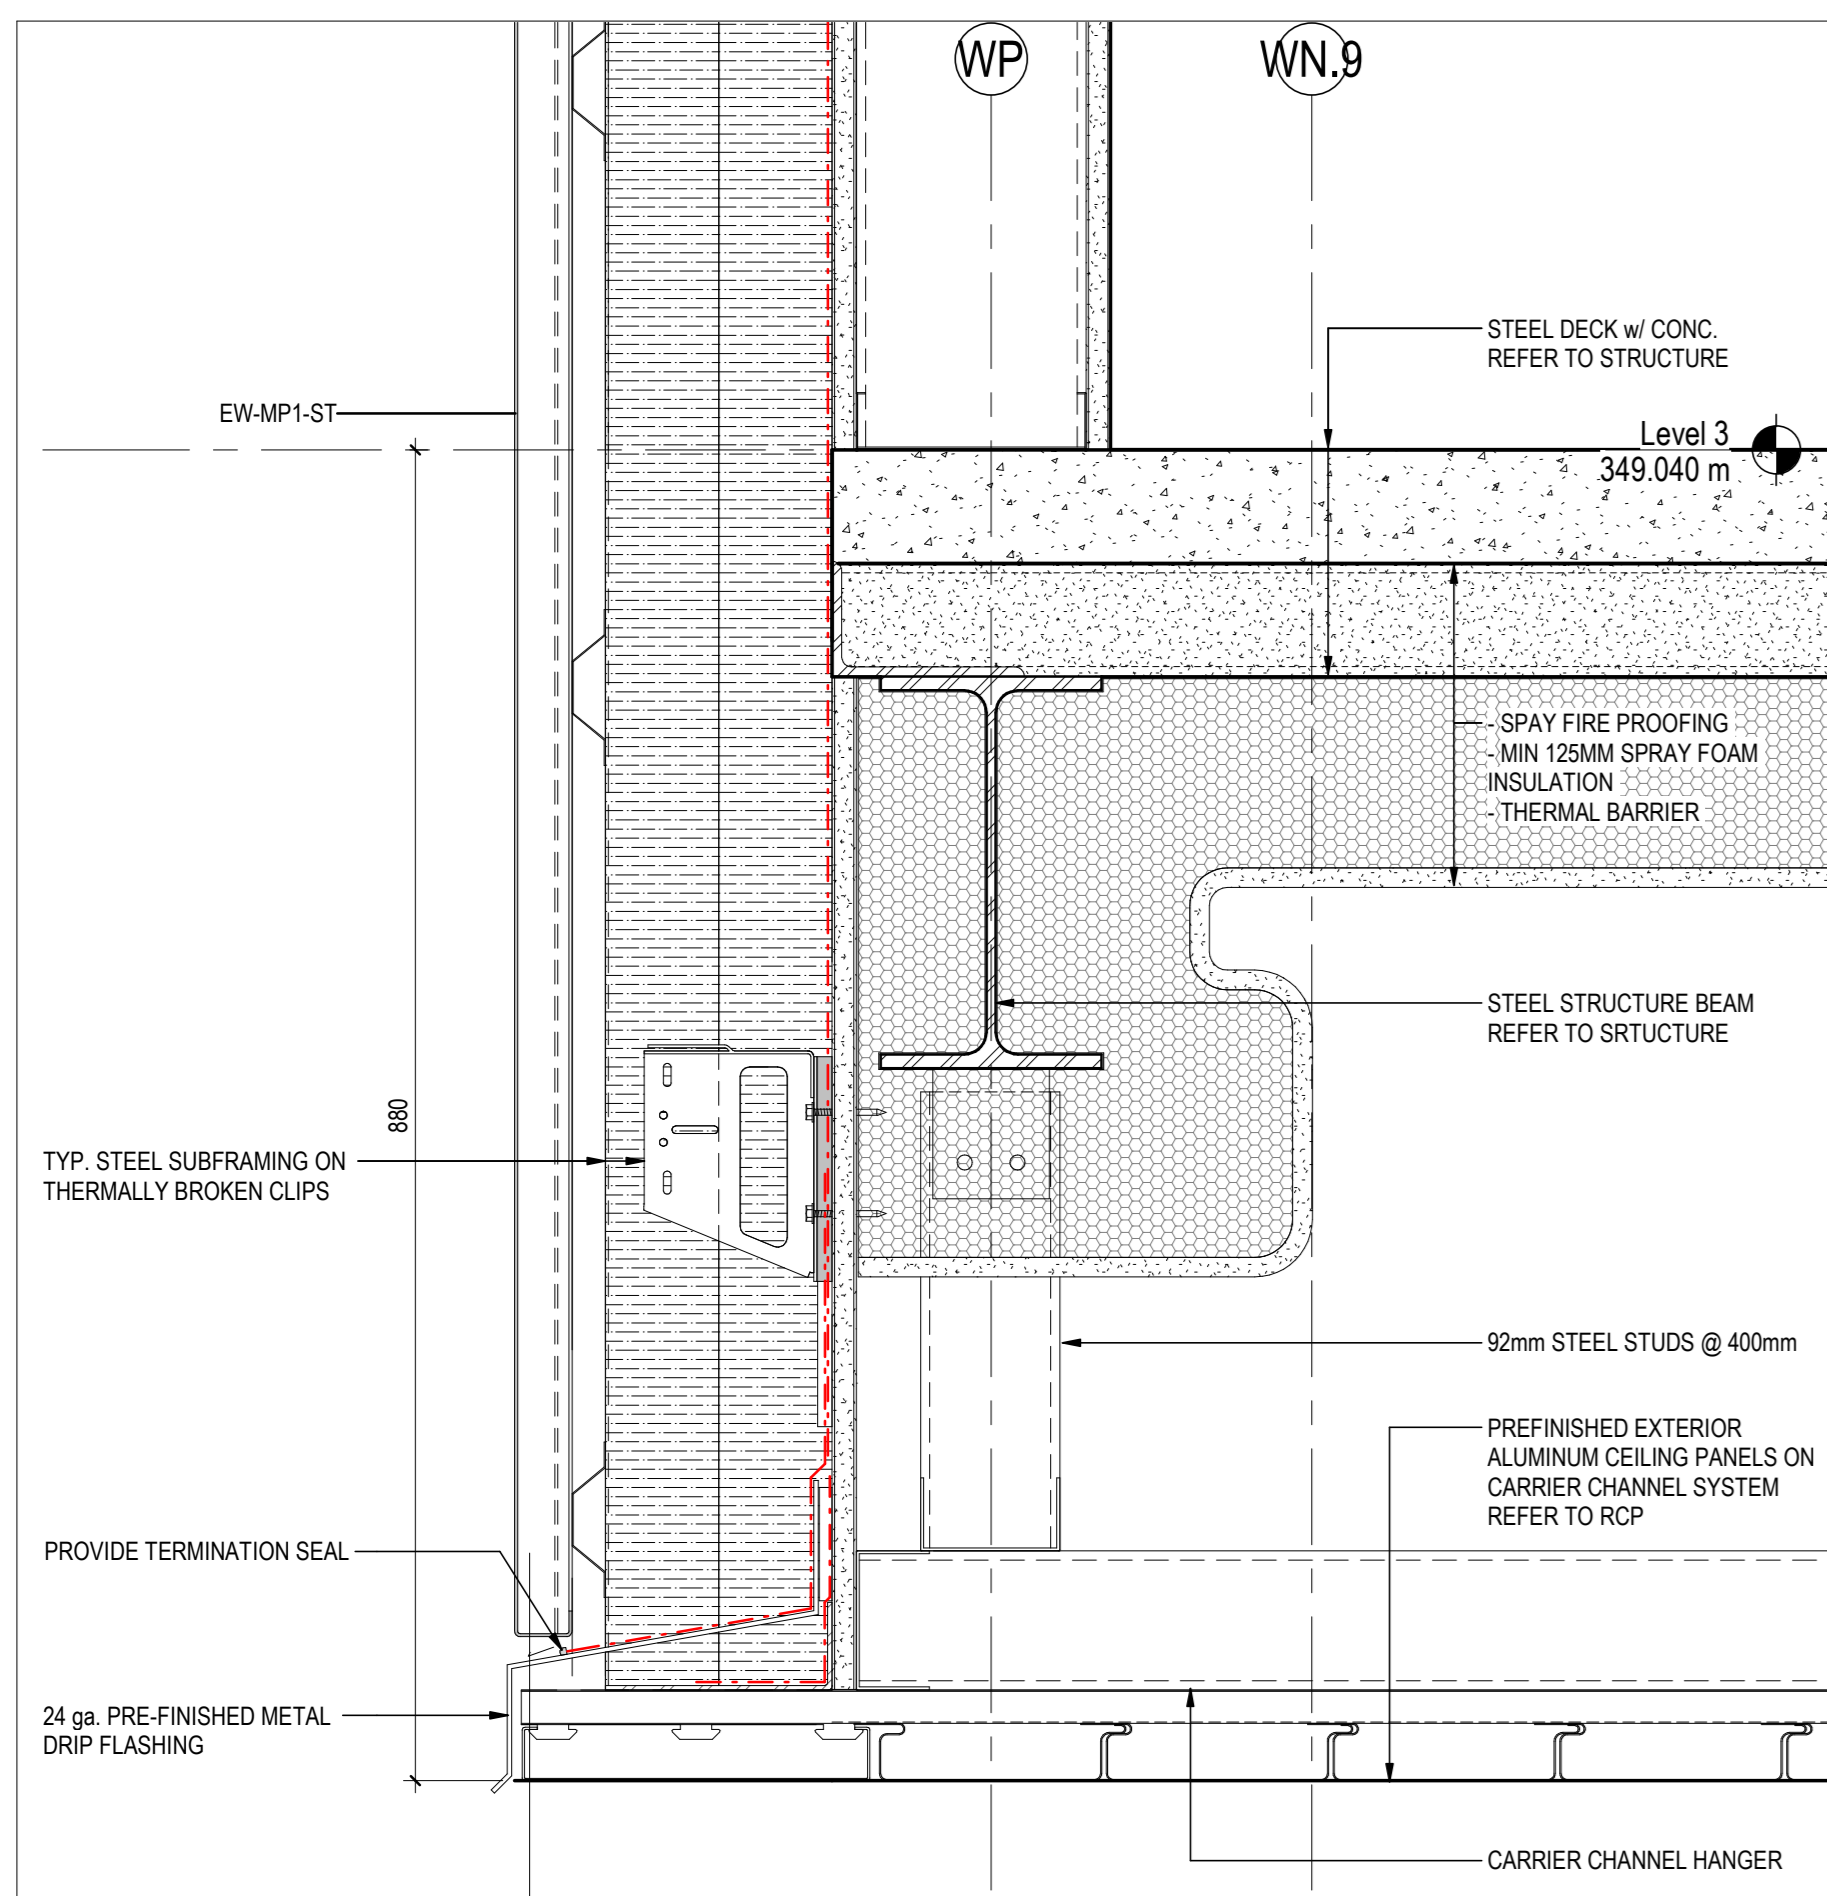 WP
WN.9
STEEL DECK w/ CONC.
REFER TO STRUCTURE
EW-MP1-ST
Level 3
349.040 m
- SPAY FIRE PROOFING
- MIN 125MM SPRAY FOAM
INSULATION
- THERMAL BARRIER
STEEL STRUCTURE BEAM
REFER TO SRTUCTURE
880
TYP. STEEL SUBFRAMING ON
THERMALLY BROKEN CLIPS
92mm STEEL STUDS @ 400mm
PREFINISHED EXTERIOR
ALUMINUM CEILING PANELS ON
CARRIER CHANNEL SYSTEM
REFER TO RCP
PROVIDE TERMINATION SEAL
24 ga. PRE-FINISHED METAL
DRIP FLASHING
CARRIER CHANNEL HANGER